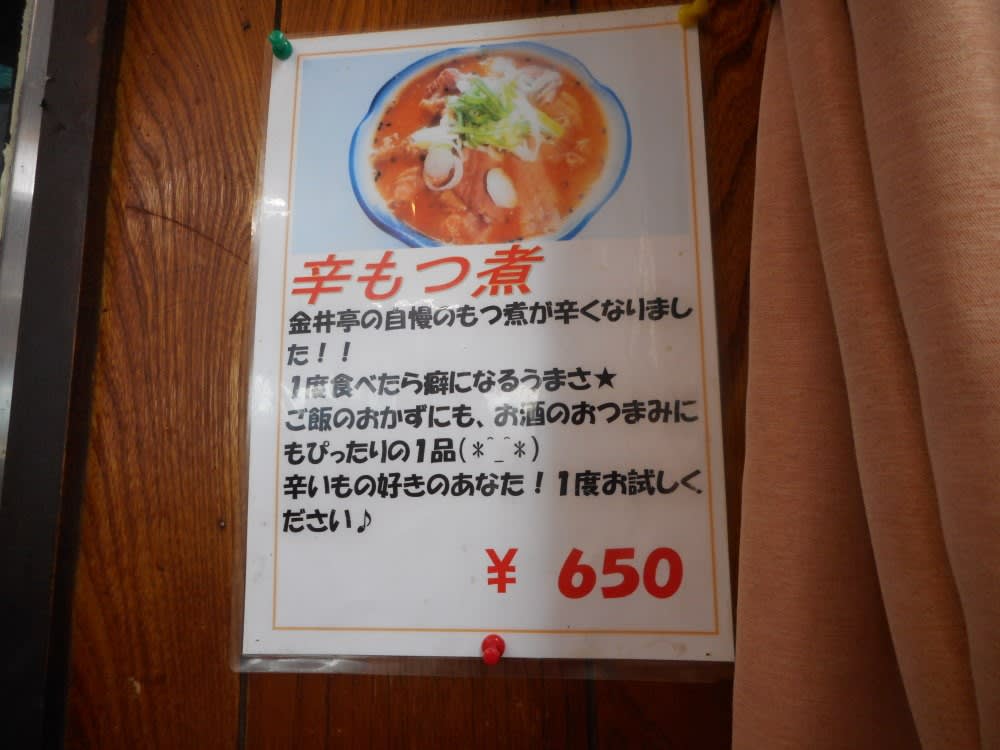 辛もつ煮
金井亭の自慢のもつ煮が辛くなりまし
た！！
１度食べたら癖になるうまさ★
ご飯のおかずにも、お酒のおつまみに
もぴったりの１品(＊^_^＊)
辛いもの好きのあなた！１度お試しく
ださい♪
￥ 650